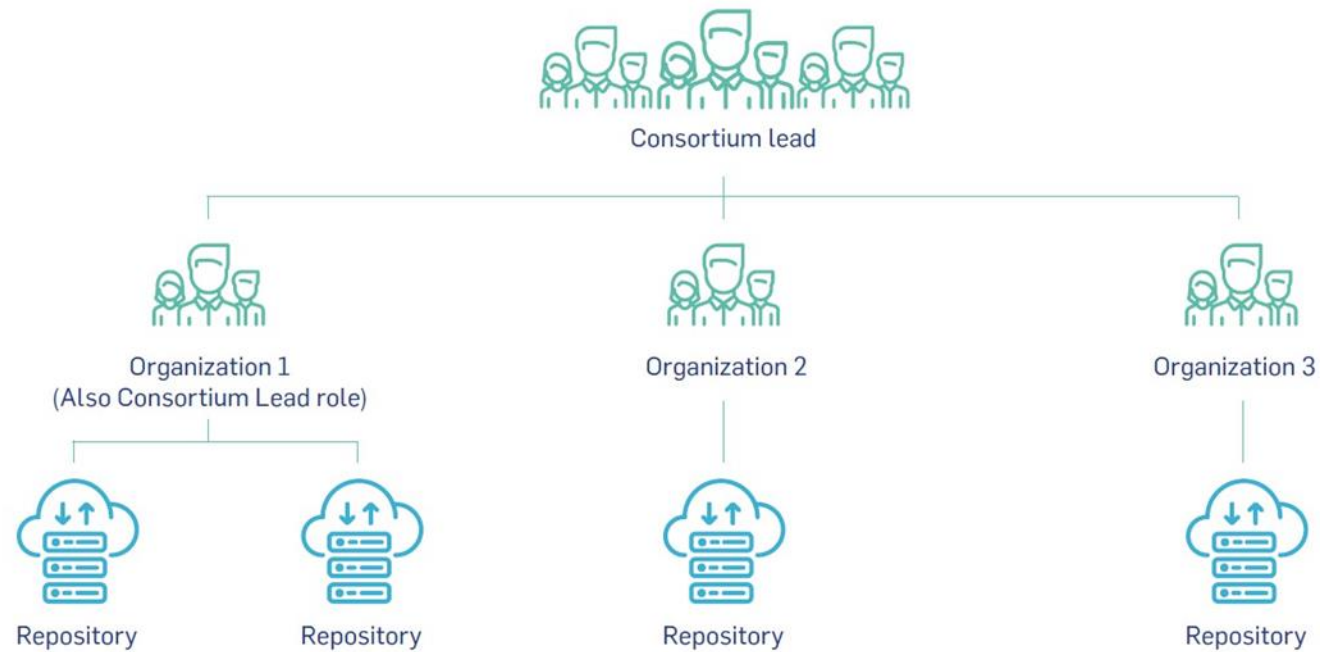 Consortium lead
Organization 1
(Also Consortium Lead role)
Organization 2
Organization 3
Repository
Repository
Repository
Repository